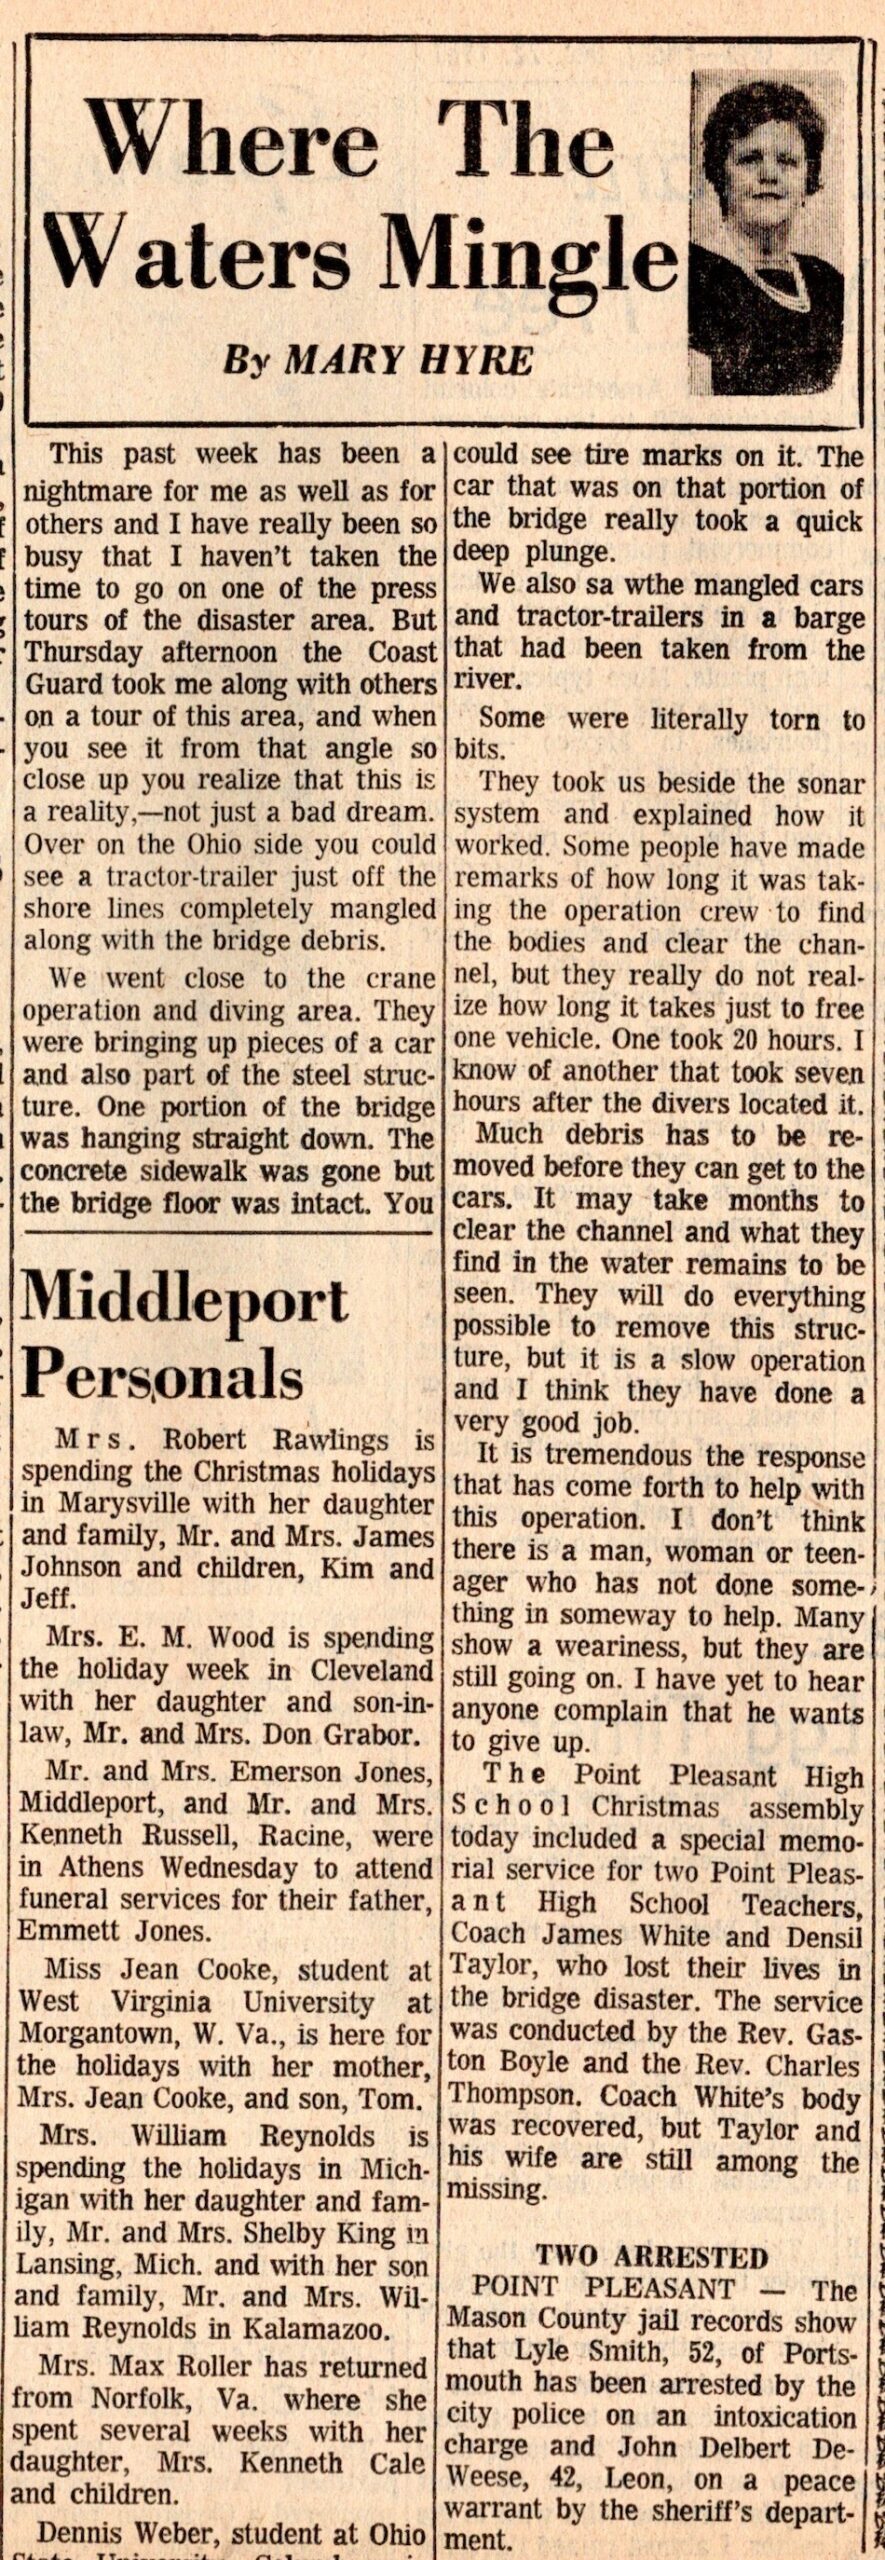 Where The
Waters Mingle
By MARY HYRE
This past week has been a
nightmare for me as well as for
others and I have really been so
busy that I haven't taken the
time to go on one of the press
tours of the disaster area. But
Thursday afternoon the Coast
Guard took me along with others
on a tour of this area, and when
you see it from that angle so
close up you realize that this is
a reality,—not just a bad dream.
Over on the Ohio side you could
see a tractor-trailer just off the
shore lines completely mangled
along with the bridge debris.
We went close to the crane
operation and diving area. They
were bringing up pieces of a car
and also part of the steel struc-
ture. One portion of the bridge
was hanging straight down. The
concrete sidewalk was gone but
the bridge floor was intact. You
could see tire marks on it. The
car that was on that portion of
the bridge really took a quick
deep plunge.
We also sa wthe mangled cars
and tractor-trailers in a barge
that had been taken from the
river.
Some were literally torn to
bits.
They took us beside the sonar
system and explained how it
worked. Some people have made
remarks of how long it was tak-
ing the operation crew to find
the bodies and clear the chan-
nel, but they really do not real-
ize how long it takes just to free
one vehicle. One took 20 hours. I
know of another that took seven
hours after the divers located it.
Much debris has to be re-
moved before they can get to the
cars. It may take months to
clear the channel and what they
find in the water remains to be
seen. They will do everything
possible to remove this struc-
ture, but it is a slow operation
and I think they have done a
very good job.
It is tremendous the response
that has come forth to help with
this operation. I don't think
there is a man, woman or teen-
ager who has not done some-
thing in someway to help. Many
show a weariness, but they are
still going on. I have yet to hear
anyone complain that he wants
to give up.
The Point Pleasant High
School Christmas assembly
today included a special memo-
rial service for two Point Pleas-
ant High School Teachers,
Coach James White and Densil
Taylor, who lost their lives in
the bridge disaster. The service
was conducted by the Rev. Gas-
ton Boyle and the Rev. Charles
Thompson. Coach White's body
was recovered, but Taylor and
his wife are still among the
missing.
Middleport
Personals
Mrs. Robert Rawlings is
spending the Christmas holidays
in Marysville with her daughter
and family, Mr. and Mrs. James
Johnson and children, Kim and
Jeff.
Mrs. E. M. Wood is spending
the holiday week in Cleveland
with her daughter and son-in-
law, Mr. and Mrs. Don Grabor.
Mr. and Mrs. Emerson Jones,
Middleport, and Mr. and Mrs.
Kenneth Russell, Racine, were
in Athens Wednesday to attend
funeral services for their father,
Emmett Jones.
Miss Jean Cooke, student at
West Virginia University at
Morgantown, W. Va., is here for
the holidays with her mother,
Mrs. Jean Cooke, and son, Tom.
Mrs. William Reynolds is
spending the holidays in Mich-
igan with her daughter and fam-
ily, Mr. and Mrs. Shelby King in
Lansing, Mich. and with her son
and family, Mr. and Mrs. Wil-
liam Reynolds in Kalamazoo.
Mrs. Max Roller has returned
from Norfolk, Va. where she
spent several weeks with her
daughter, Mrs. Kenneth Cale
and children.
Dennis Weber, student at Ohio
TWO ARRESTED
POINT PLEASANT — The
Mason County jail records show
that Lyle Smith, 52, of Ports-
mouth has been arrested by the
city police on an intoxication
charge and John Delbert De-
Weese, 42, Leon, on a peace
warrant by the sheriff's depart-
ment.